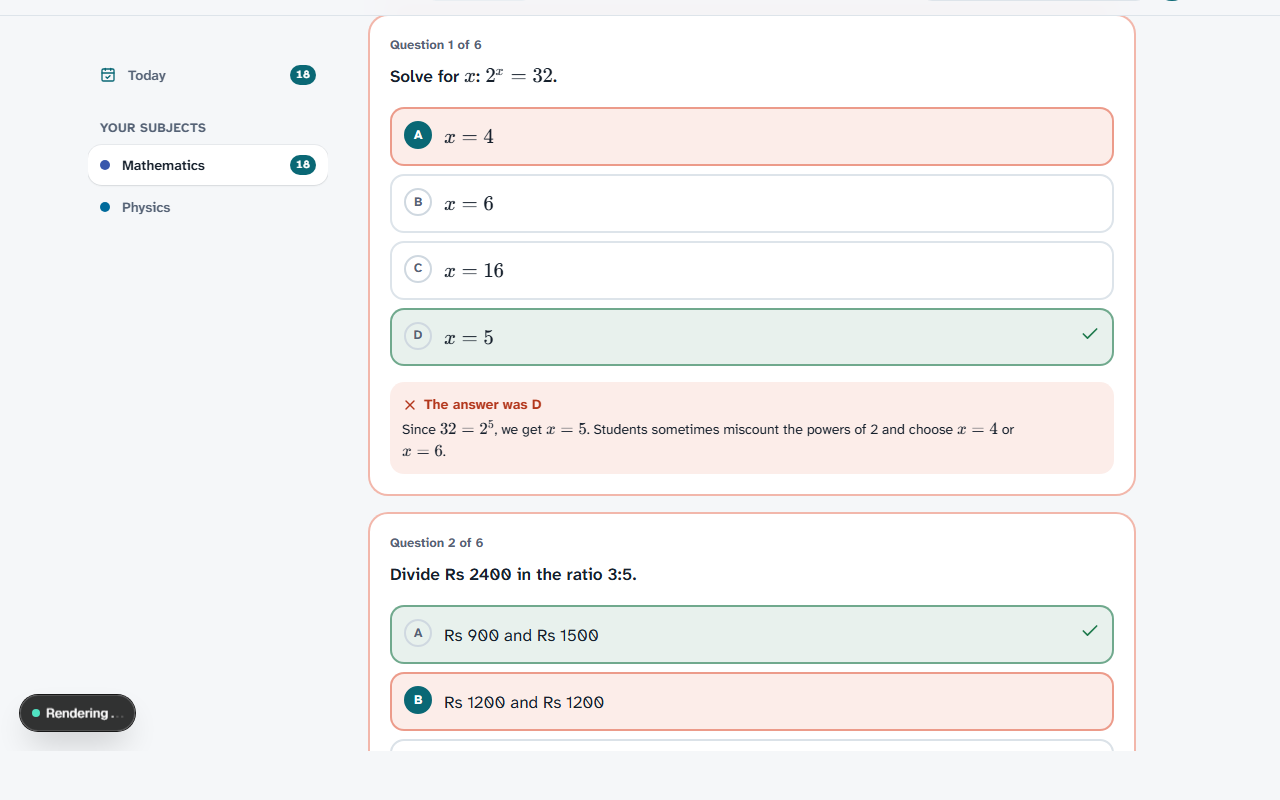 Today 18
YOUR SUBJECTS
Mathematics 18
Physics
Question 1 of 6
Solve for x: 2ˣ = 32.
A x = 4
B x = 6
C x = 16
D x = 5
The answer was D
Since 32 = 2⁵, we get x = 5. Students sometimes miscount the powers of 2 and choose x = 4 or
x = 6.
Question 2 of 6
Divide Rs 2400 in the ratio 3:5.
A Rs 900 and Rs 1500
B Rs 1200 and Rs 1200
Rendering ...